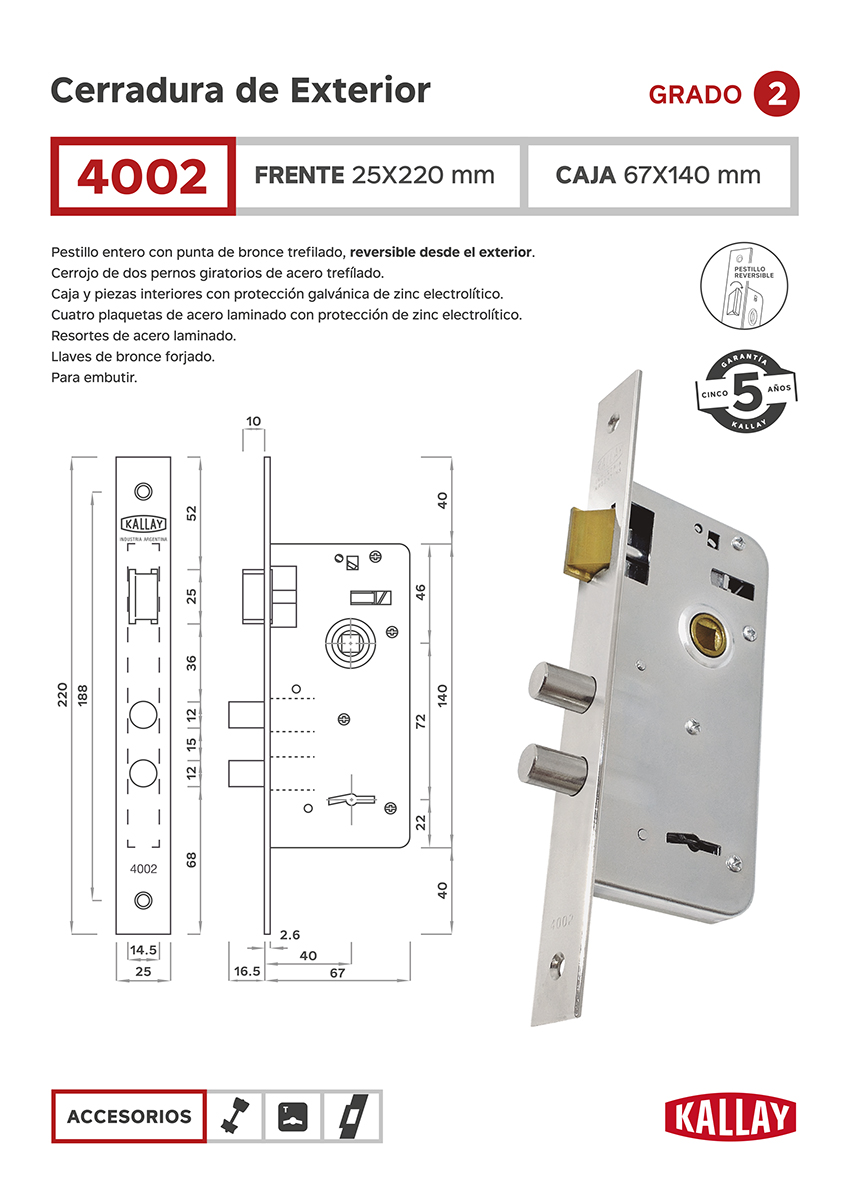 Cerradura de Exterior
GRADO 2
4002
FRENTE 25X220 mm
CAJA 67X140 mm
Pestillo entero con punta de bronce trefilado, reversible desde el exterior.
Cerrojo de dos pernos giratorios de acero trefílado.
Caja y piezas interiores con protección galvánica de zinc electrolítico.
Cuatro plaquetas de acero laminado con protección de zinc electrolítico.
Resortes de acero laminado.
Llaves de bronce forjado.
Para embutir.
PESTILLO
REVERSIBLE
GARANTÍA
CINCO 5 AÑOS
KALLAY
10
KALLAY
INDUSTRIA ARGENTINA
52
25
36
12
15
12
68
220
188
4002
14.5
25
40
46
140
72
22
40
2.6
40
16.5
67
4002
ACCESORIOS
T
KALLAY